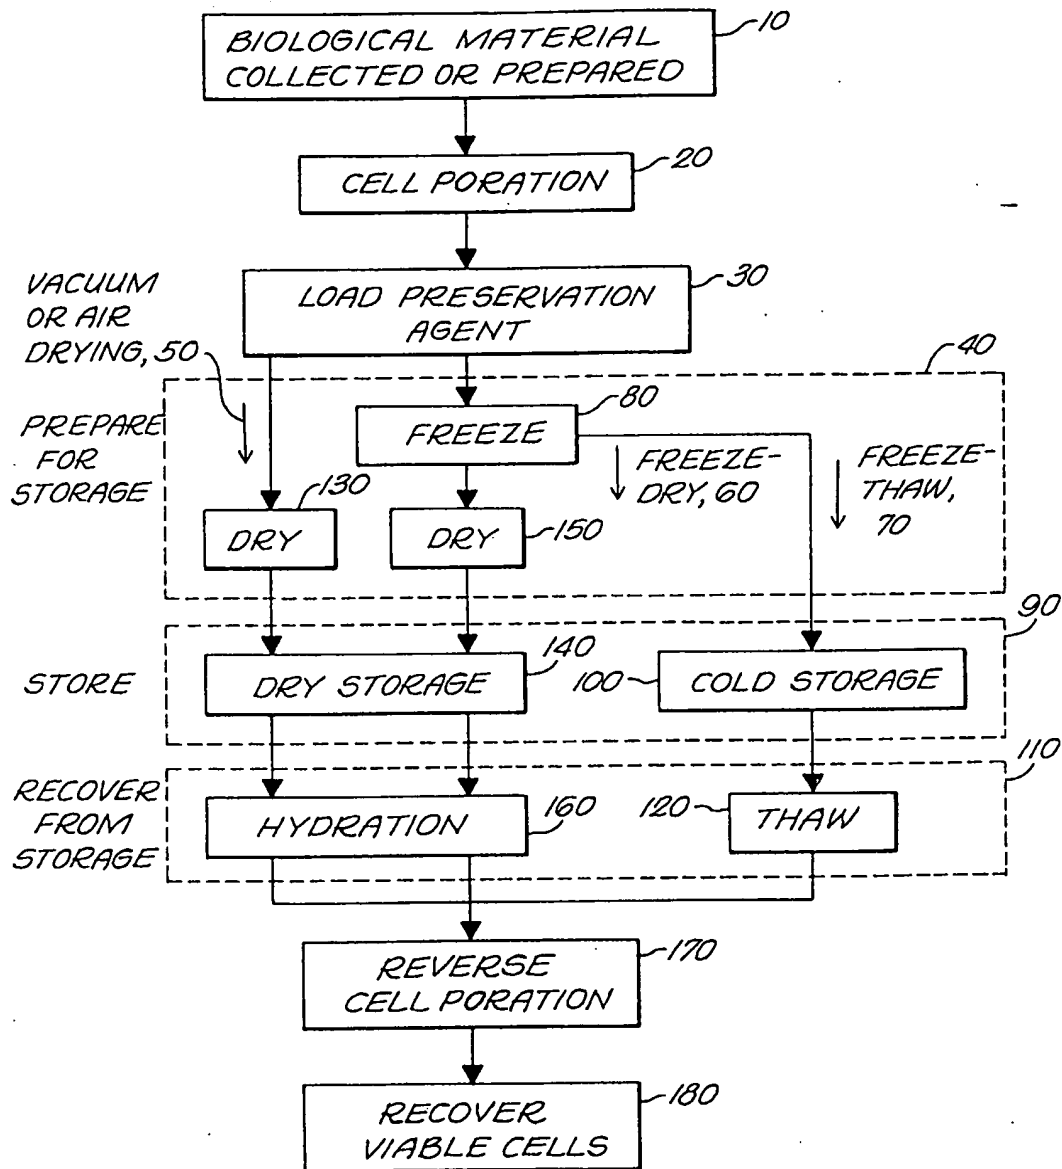 BIOLOGICAL MATERIAL
COLLECTED OR PREPARED
10
CELL PORATION
20
LOAD PRESERVATION
AGENT
30
VACUUM
OR AIR
DRYING, 50
40
PREPARE
FOR
STORAGE
FREEZE
80
FREEZE-
DRY, 60
FREEZE-
THAW,
70
DRY
130
DRY
150
90
STORE
DRY STORAGE
140
100
COLD STORAGE
110
RECOVER
FROM
STORAGE
HYDRATION
160
120
THAW
REVERSE
CELL PORATION
170
RECOVER
VIABLE CELLS
180